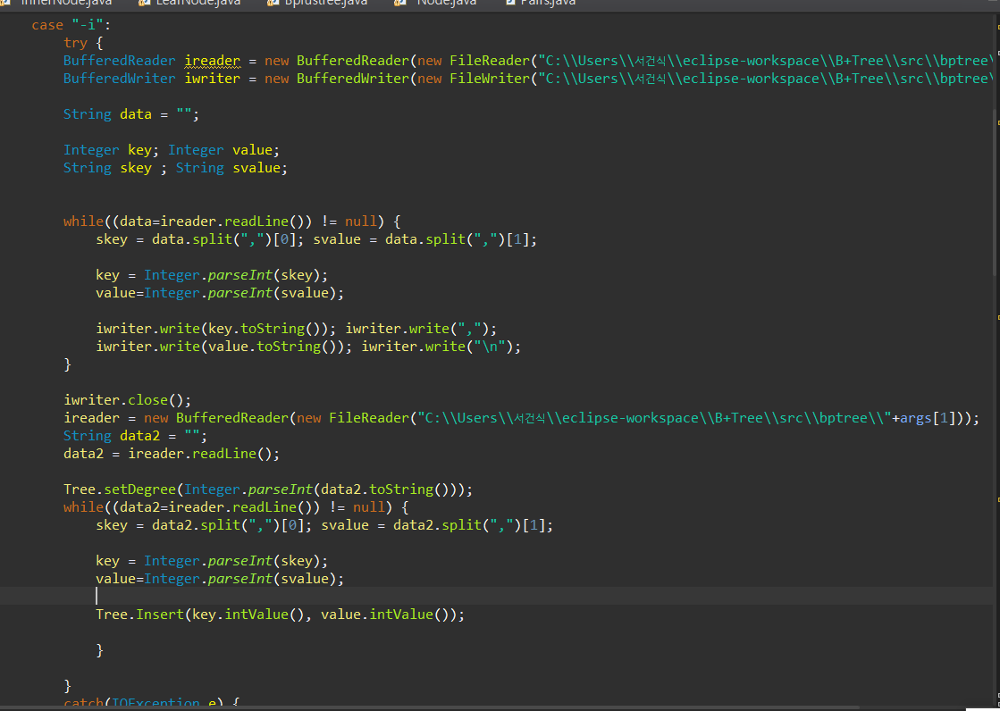 InnerNode.java LeafNode.java Bplustree.java Node.java Pairs.java
case "-i":
try {
BufferedReader ireader = new BufferedReader(new FileReader("C:\\Users\\서건식\\eclipse-workspace\\B+Tree\\src\\bptree\
BufferedWriter iwriter = new BufferedWriter(new FileWriter("C:\\Users\\서건식\\eclipse-workspace\\B+Tree\\src\\bptree\
String data = "";
Integer key; Integer value;
String skey ; String svalue;
while((data=ireader.readLine()) != null) {
skey = data.split(",")[0]; svalue = data.split(",")[1];
key = Integer.parseInt(skey);
value=Integer.parseInt(svalue);
iwriter.write(key.toString()); iwriter.write(",");
iwriter.write(value.toString()); iwriter.write("\n");
}
iwriter.close();
ireader = new BufferedReader(new FileReader("C:\\Users\\서건식\\eclipse-workspace\\B+Tree\\src\\bptree\\"+args[1]));
String data2 = "";
data2 = ireader.readLine();
Tree.setDegree(Integer.parseInt(data2.toString()));
while((data2=ireader.readLine()) != null) {
skey = data2.split(",")[0]; svalue = data2.split(",")[1];
key = Integer.parseInt(skey);
value=Integer.parseInt(svalue);
Tree.Insert(key.intValue(), value.intValue());
}
}
catch(IOException e) {